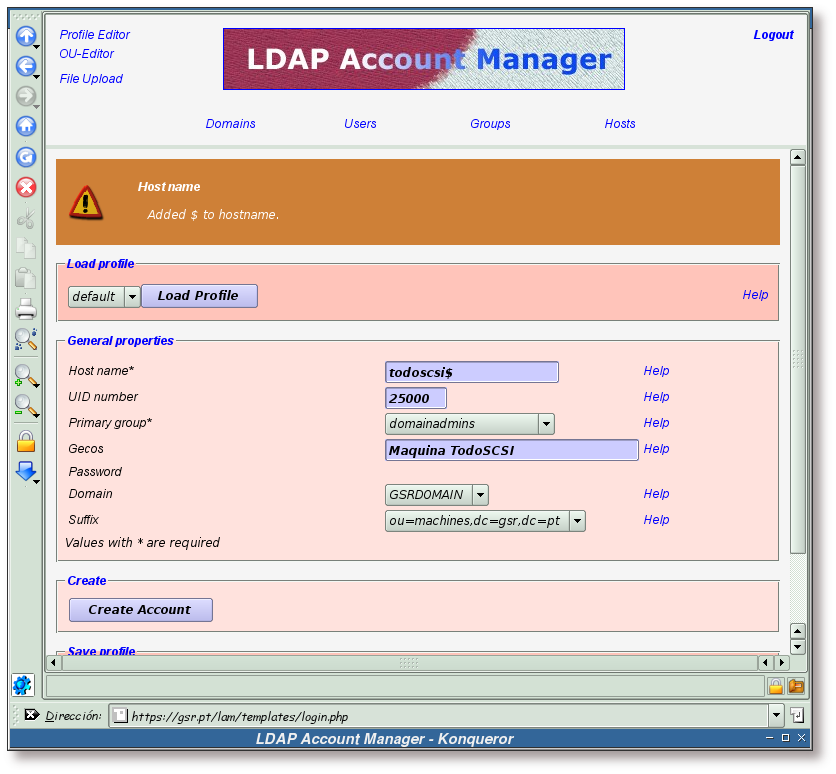 Profile Editor
OU-Editor
File Upload
LDAP Account Manager
Logout
Domains Users Groups Hosts
Host name
Added $ to hostname.
Load profile
default Load Profile Help
General properties
Host name* todoscsi$ Help
UID number 25000 Help
Primary group* domainadmins Help
Gecos Maquina TodoSCSI Help
Password
Domain GSRDOMAIN Help
Suffix ou=machines,dc=gsr,dc=pt Help
Values with * are required
Create
Create Account
Save profile
Dirección: https://gsr.pt/lam/templates/login.php
LDAP Account Manager - Konqueror